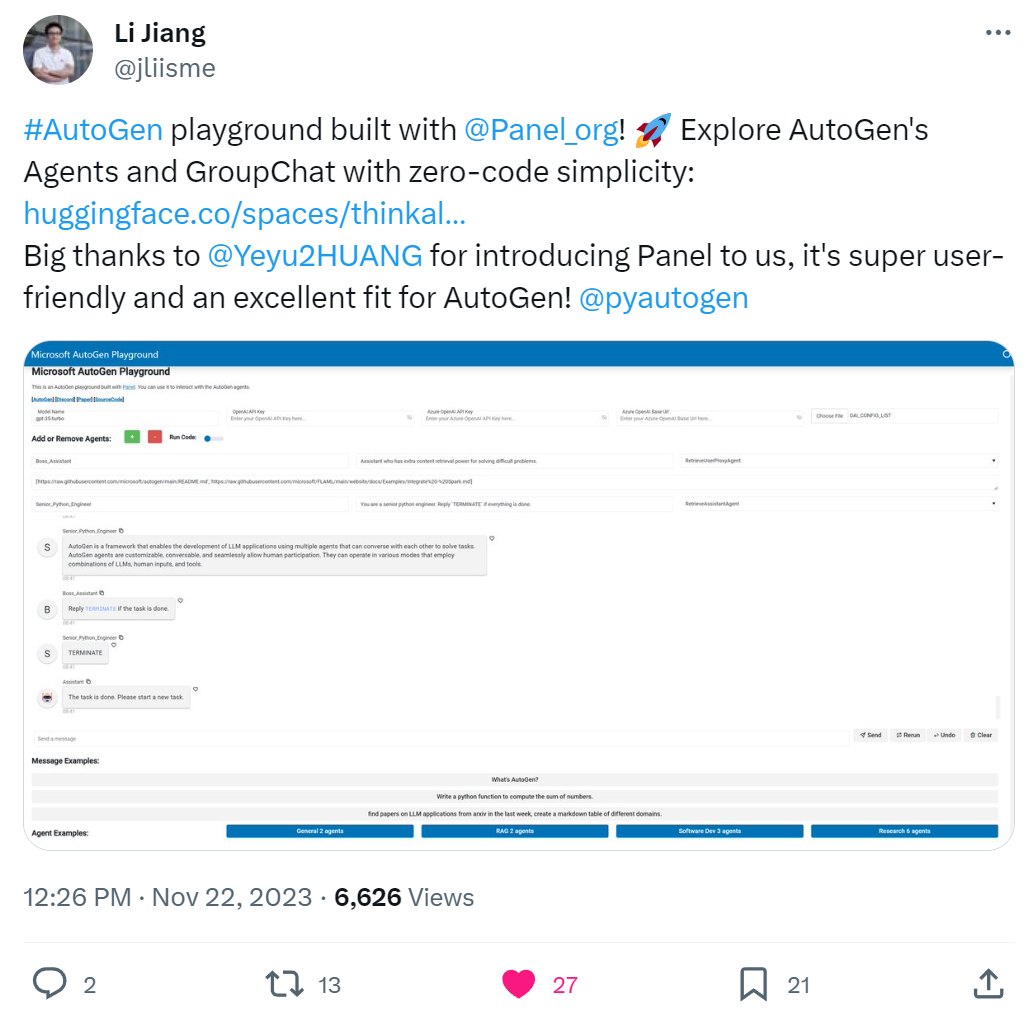 Li Jiang
@jliisme
#AutoGen playground built with @Panel_org! 🚀 Explore AutoGen's
Agents and GroupChat with zero-code simplicity:
huggingface.co/spaces/thinkal...
Big thanks to @Yeyu2HUANG for introducing Panel to us, it's super user-
friendly and an excellent fit for AutoGen! @pyautogen
Microsoft AutoGen Playground
Microsoft AutoGen Playground
This is an AutoGen playground built with Panel. You can use it to interact with the AutoGen agents.
[AutoGen] [Discord] [Paper] [SourceCode]
Model Name OpenAI API Key Azure OpenAI API Key Azure OpenAI Base Url
gpt-35-turbo Enter your OpenAI API Key here... Enter your Azure OpenAI API Key here... Enter your Azure OpenAI Base Url here... Choose File OAI_CONFIG_LIST
Add or Remove Agents: + - Run Code:
Boss_Assistant Assistant who has extra content retrieval power for solving difficult problems. RetrieveUserProxyAgent
['https://raw.githubusercontent.com/microsoft/autogen/main/README.md', 'https://raw.githubusercontent.com/microsoft/FLAML/main/website/docs/Examples/Integrate%20-%20Spark.md']
Senior_Python_Engineer You are a senior python engineer. Reply `TERMINATE` if everything is done. RetrieveAssistantAgent
Senior_Python_Engineer
S AutoGen is a framework that enables the development of LLM applications using multiple agents that can converse with each other to solve tasks.
AutoGen agents are customizable, conversable, and seamlessly allow human participation. They can operate in various modes that employ
combinations of LLMs, human inputs, and tools.
Boss_Assistant
B Reply TERMINATE if the task is done.
Senior_Python_Engineer
S TERMINATE
Assistant
The task is done. Please start a new task.
Send a message Send Rerun Undo Clear
Message Examples:
What's AutoGen?
Write a python function to compute the sum of numbers.
find papers on LLM applications from arxiv in the last week, create a markdown table of different domains.
Agent Examples: General 2 agents RAG 2 agents Software Dev 3 agents Research 6 agents
12:26 PM · Nov 22, 2023 · 6,626 Views
2 13 27 21